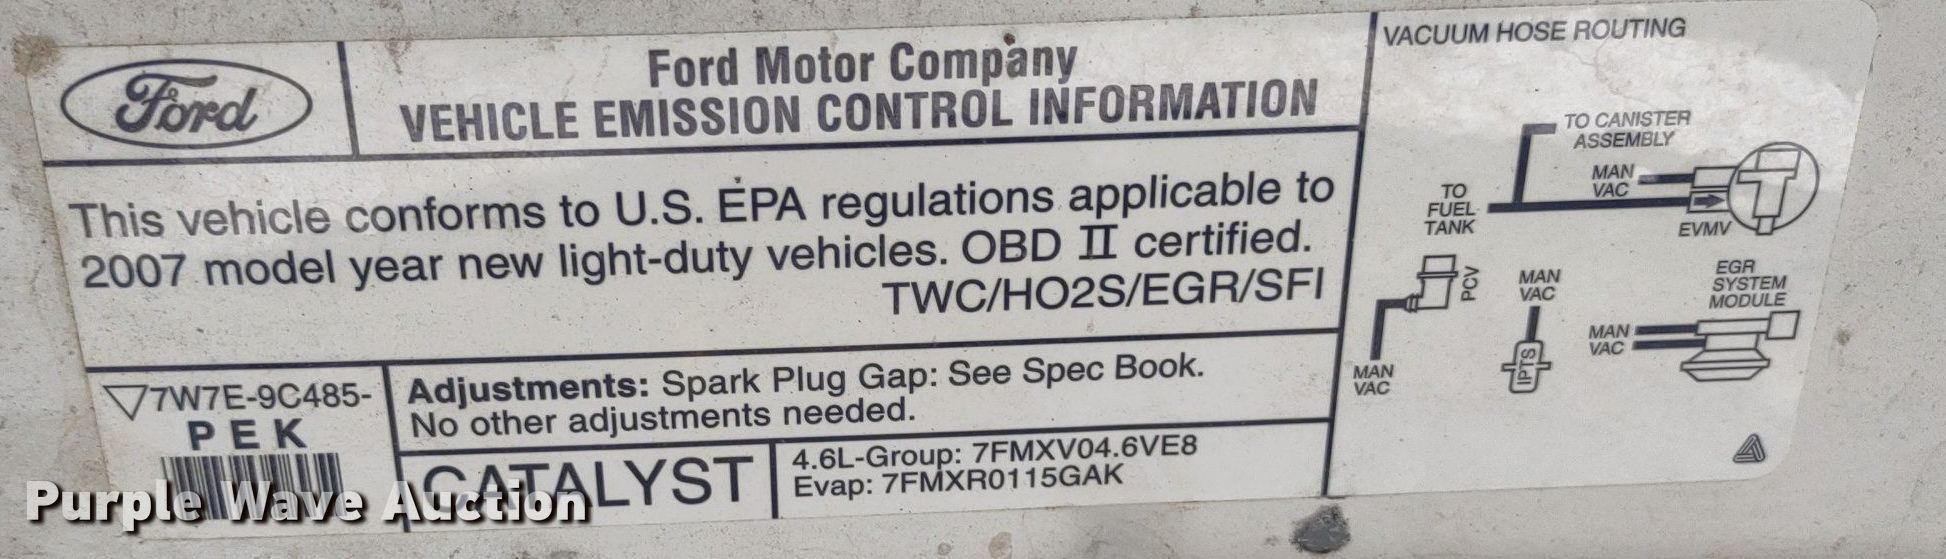 Ford
Ford Motor Company
VEHICLE EMISSION CONTROL INFORMATION
This vehicle conforms to U.S. EPA regulations applicable to
2007 model year new light-duty vehicles. OBD II certified.
TWC/HO2S/EGR/SFI
7W7E-9C485-
PEK
Adjustments: Spark Plug Gap: See Spec Book.
No other adjustments needed.
CATALYST
4.6L-Group: 7FMXV04.6VE8
Evap: 7FMXR0115GAK
VACUUM HOSE ROUTING
TO CANISTER
ASSEMBLY
MAN
VAC
TO
FUEL
TANK
EVMV
PCV
MAN
VAC
MAN
VAC
IPTS
EGR
SYSTEM
MODULE
MAN
VAC
Purple Wave Auction